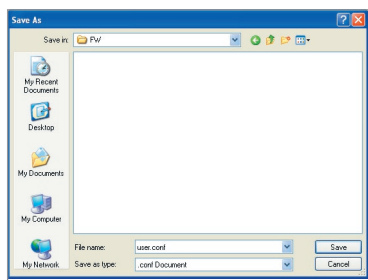 Save As
Save in:
FW
My Recent
Documents
Desktop
My Documents
My Computer
My Network
File name:
user.conf
Save
Save as type:
.conf Document
Cancel